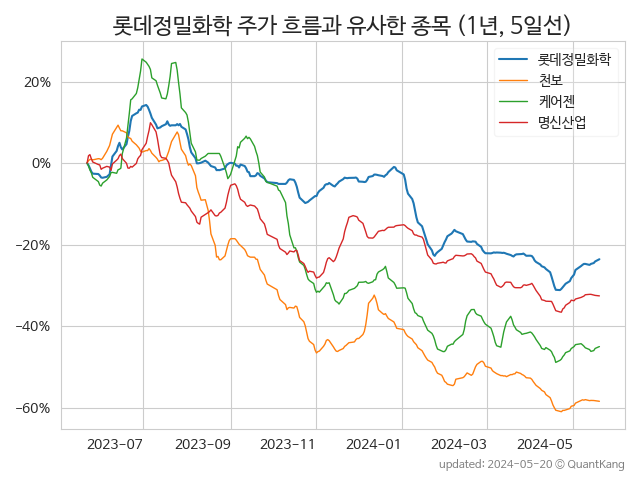 롯데정밀화학 주가 흐름과 유사한 종목 (1년, 5일선)
롯데정밀화학
천보
케어젠
명신산업
20%
0%
−20%
−40%
−60%
2023-07
2023-09
2023-11
2024-01
2024-03
2024-05
updated: 2024-05-20 © QuantKang